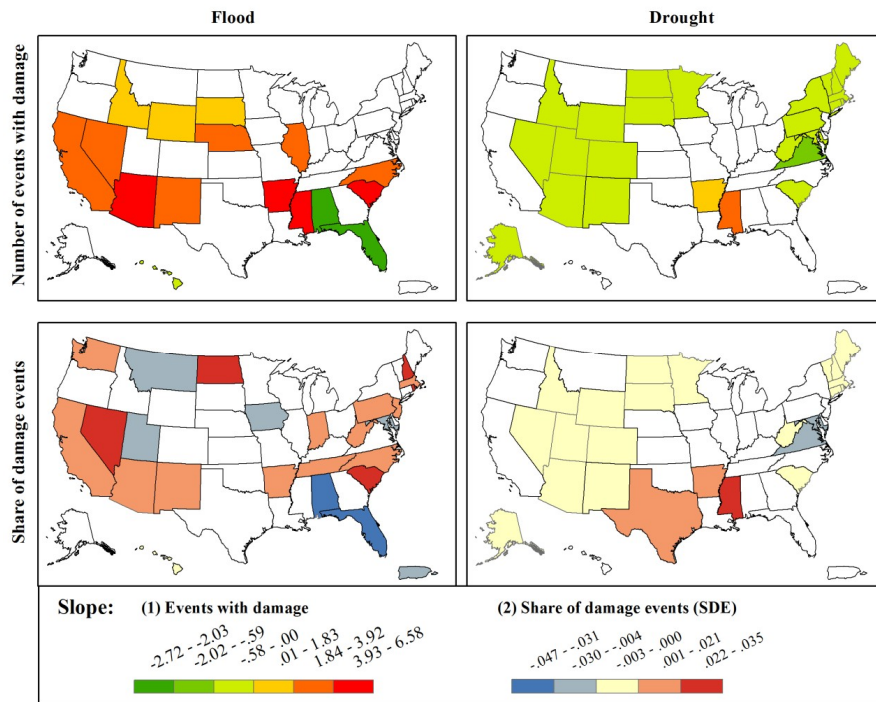 Flood
Drought
Number of events with damage
Share of damage events
Slope:
(1) Events with damage
(2) Share of damage events (SDE)
-2.72 - -2.03
-2.02 - -.59
-.58 - .00
.01 - 1.83
1.84 - 3.92
3.93 - 6.58
-.047 - -.031
-.030 - -.004
-.003 - .000
.001 - .021
.022 - .035